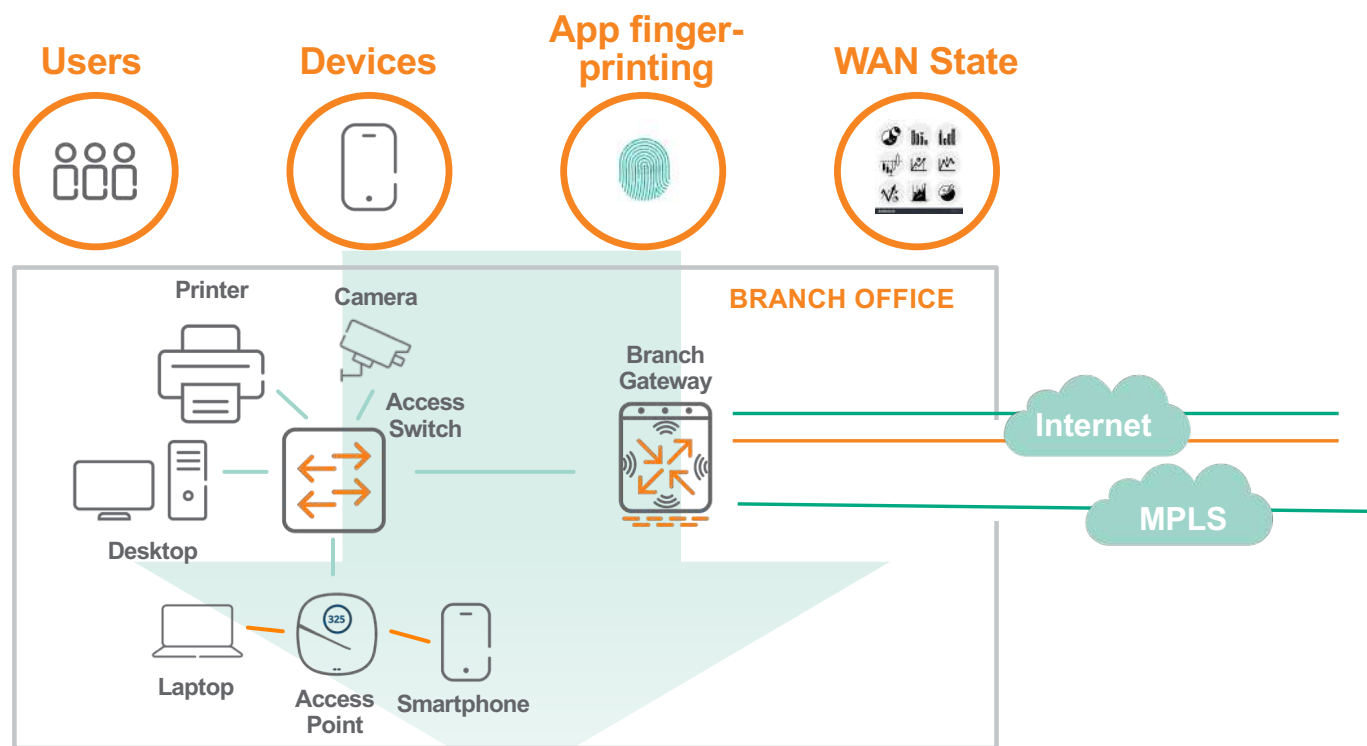 Users
Devices
App finger-
printing
WAN State
BRANCH OFFICE
Printer
Camera
Access
Switch
Branch
Gateway
Internet
MPLS
Desktop
325
Laptop
Access
Point
Smartphone